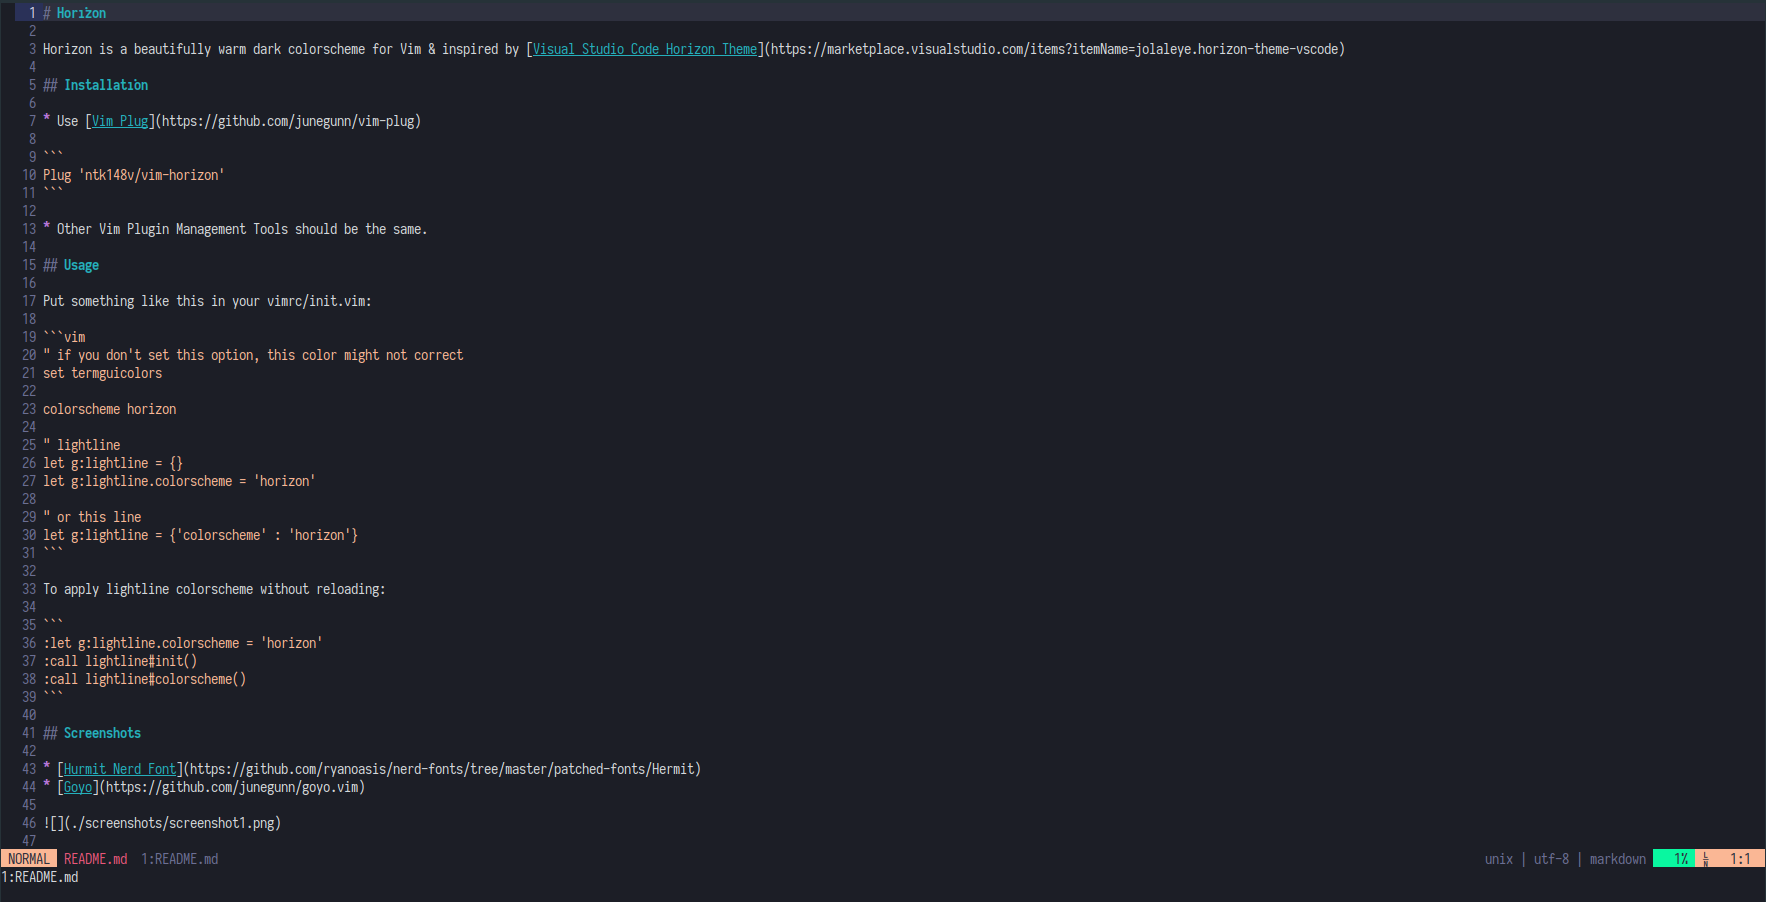 1 # Horizon
2
3 Horizon is a beautifully warm dark colorscheme for Vim & inspired by [Visual Studio Code Horizon Theme](https://marketplace.visualstudio.com/items?itemName=jolaleye.horizon-theme-vscode)
4
5 ## Installation
6
7 * Use [Vim Plug](https://github.com/junegunn/vim-plug)
8
9 ```
10 Plug 'ntk148v/vim-horizon'
11 ```
12
13 * Other Vim Plugin Management Tools should be the same.
14
15 ## Usage
16
17 Put something like this in your vimrc/init.vim:
18
19 ```vim
20 " if you don't set this option, this color might not correct
21 set termguicolors
22
23 colorscheme horizon
24
25 " lightline
26 let g:lightline = {}
27 let g:lightline.colorscheme = 'horizon'
28
29 " or this line
30 let g:lightline = {'colorscheme' : 'horizon'}
31 ```
32
33 To apply lightline colorscheme without reloading:
34
35 ```
36 :let g:lightline.colorscheme = 'horizon'
37 :call lightline#init()
38 :call lightline#colorscheme()
39 ```
40
41 ## Screenshots
42
43 * [Hurmit Nerd Font](https://github.com/ryanoasis/nerd-fonts/tree/master/patched-fonts/Hermit)
44 * [Goyo](https://github.com/junegunn/goyo.vim)
45
46 ![](./screenshots/screenshot1.png)
47
NORMAL README.md 1:README.md unix | utf-8 | markdown 1% LN 1:1
1:README.md